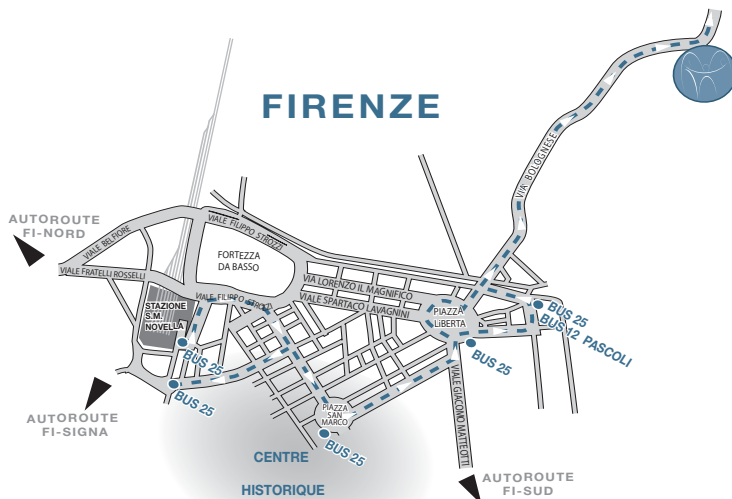 FIRENZE
VIA BOLOGNESE
AUTOROUTE
FI-NORD
VIALE BELFIORE
VIALE FILIPPO STROZZI
FORTEZZA
DA BASSO
VIALE FRATELLI ROSSELLI
VIA LORENZO IL MAGNIFICO
VIALE SPARTACO LAVAGNINI
VIALE FILIPPO STROZZI
STAZIONE
S.M.
NOVELLA
PIAZZA
LIBERTA
BUS 25
BUS 12 PASCOLI
BUS 25
BUS 25
BUS 25
VIALE GIACOMO MATTEOTTI
AUTOROUTE
FI-SIGNA
PIAZZA
SAN
MARCO
BUS 25
CENTRE
HISTORIQUE
AUTOROUTE
FI-SUD